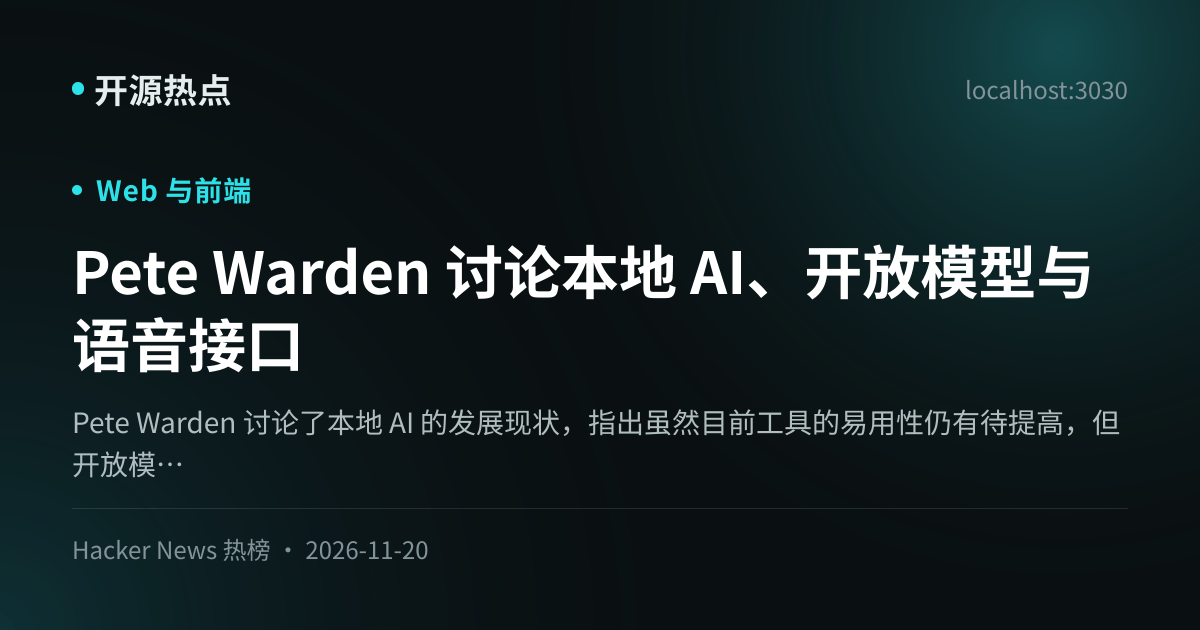 开源热点
localhost:3030
Web 与前端
Pete Warden 讨论本地 AI、开放模型与
语音接口
Pete Warden 讨论了本地 AI 的发展现状，指出虽然目前工具的易用性仍有待提高，但
开放模…
Hacker News 热榜 · 2026-11-20